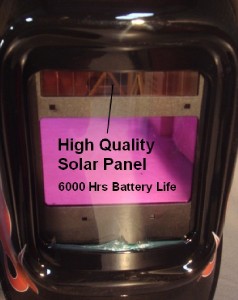 High Quality
Solar Panel
6000 Hrs Battery Life